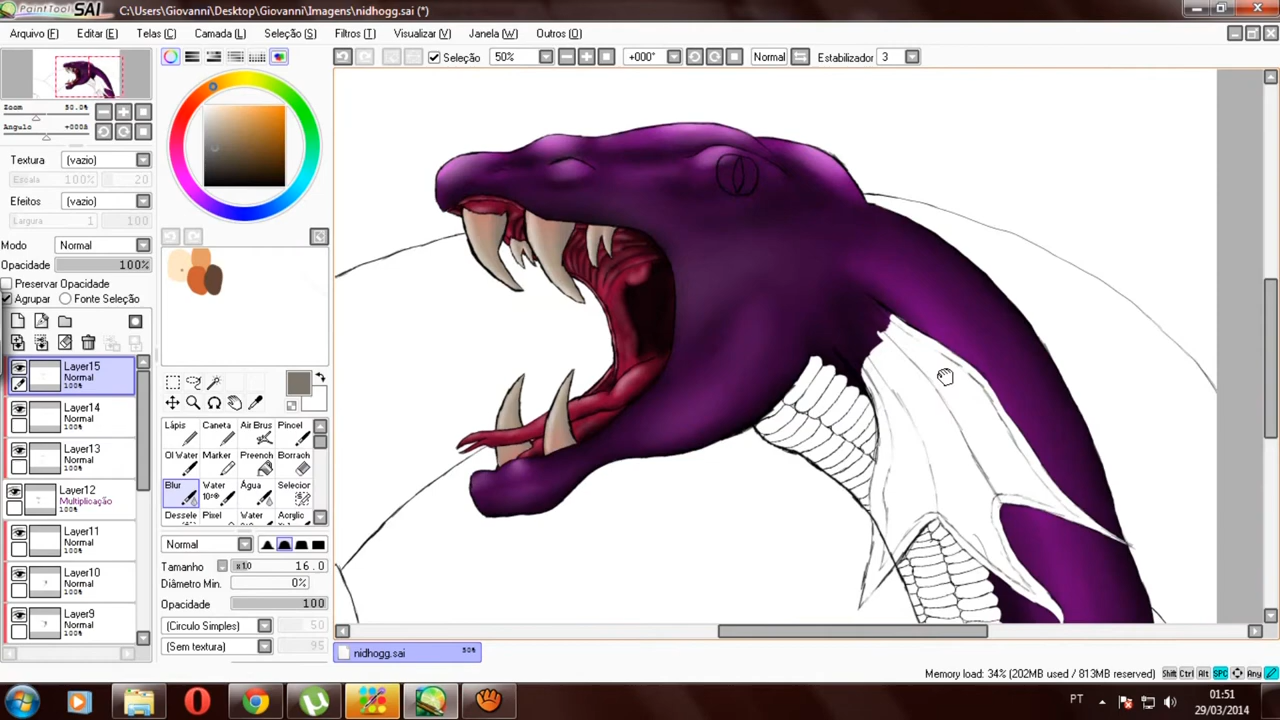 PaintTool SAI C:\Users\Giovanni\Desktop\Giovanni\Imagens\nidhogg.sai (*)
Arquivo (F) Editar (E) Telas (C) Camada (L) Seleção (S) Filtros (T) Visualizar (V) Janela (W) Outros (O)
Seleção 50% +000° Normal Estabilizador 3
Zoom 50.0%
Angulo +000Â
Textura (vazio)
Escala 100% 20
Efeitos (vazio)
Largura 1 100
Modo Normal
Opacidade 100%
Preservar Opacidade
Agrupar Fonte Seleção
Layer15
Normal
100%
Layer14
Normal
100%
Layer13
Normal
100%
Layer12
Multiplicação
100%
Layer11
Normal
100%
Layer10
Normal
100%
Layer9
Normal
100%
Lápis Caneta Air Brus Pincel
Ol Water Marker Preench Borrach
Blur Water Água Selecior
Dessele Pixel Water Acrylic
Normal
Tamanho x1.0 16.0
Diâmetro Min. 0%
Opacidade 100
(Circulo Simples) 50
(Sem textura) 95
nidhogg.sai 50%
Memory load: 34% (202MB used / 813MB reserved) Shift Ctrl Alt SPC Any
PT 01:51
29/03/2014